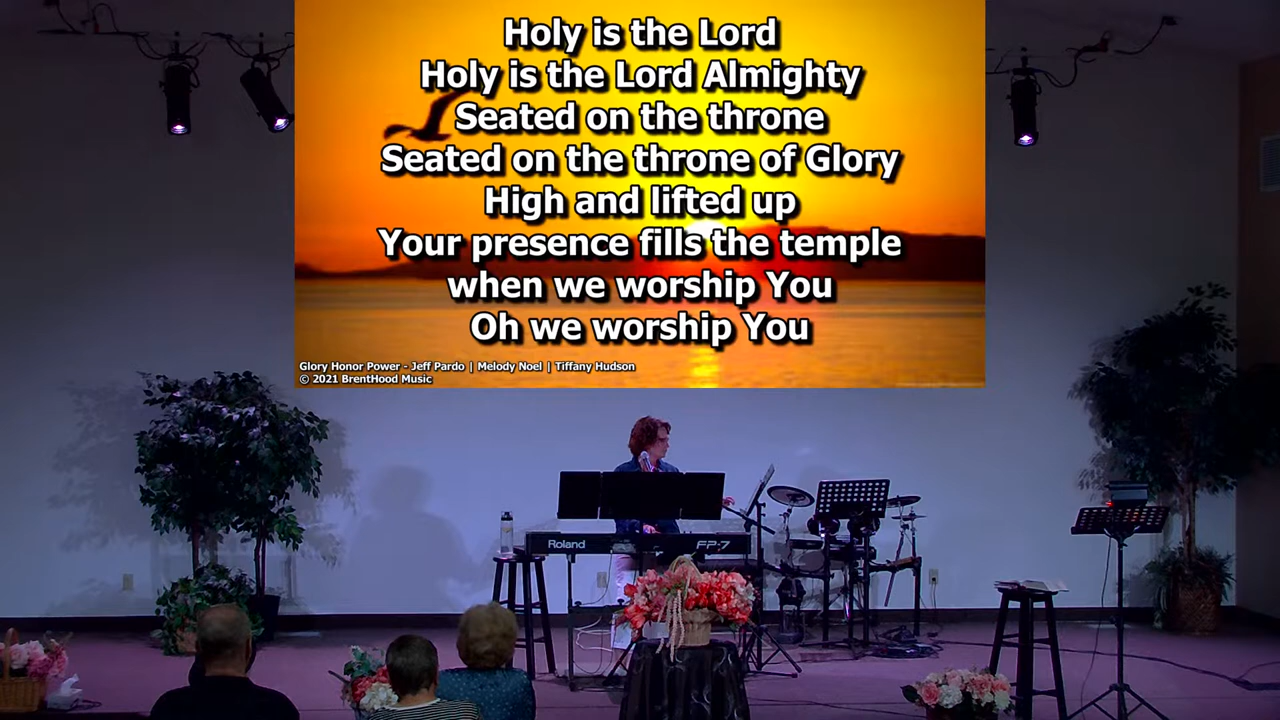 Holy is the Lord
Holy is the Lord Almighty
Seated on the throne
Seated on the throne of Glory
High and lifted up
Your presence fills the temple
when we worship You
Oh we worship You
Glory Honor Power - Jeff Pardo | Melody Noel | Tiffany Hudson
© 2021 BrentHood Music
Roland
FP-7